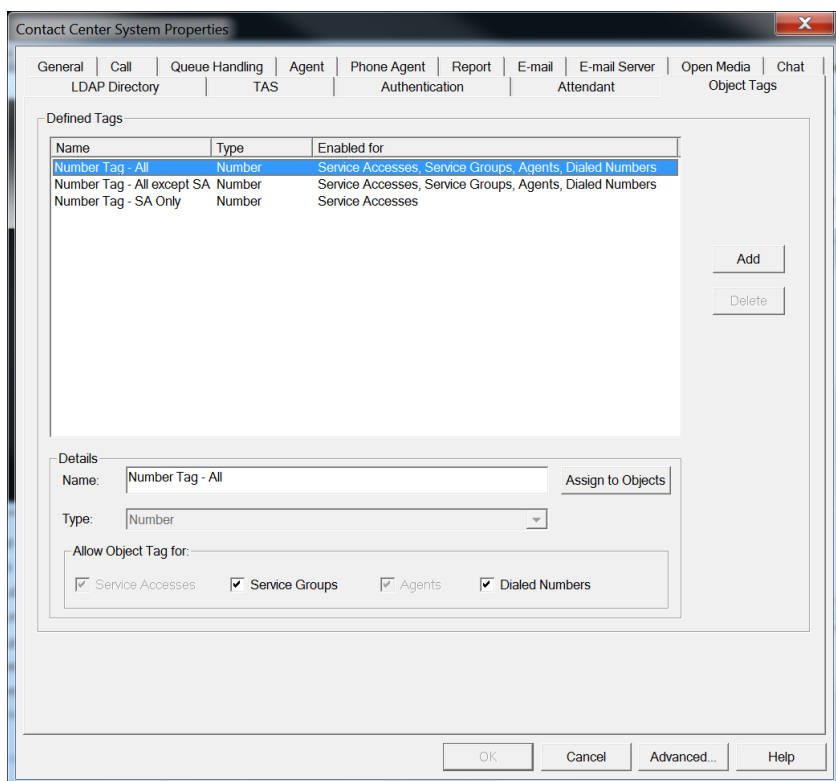 Contact Center System Properties
General Call Queue Handling Agent Phone Agent Report E-mail E-mail Server Open Media Chat
LDAP Directory TAS Authentication Attendant Object Tags
Defined Tags
Name Type Enabled for
Number Tag - All Number Service Accesses, Service Groups, Agents, Dialed Numbers
Number Tag - All except SA Number Service Accesses, Service Groups, Agents, Dialed Numbers
Number Tag - SA Only Number Service Accesses
Add
Delete
Details
Name: Number Tag - All Assign to Objects
Type: Number
Allow Object Tag for:
Service Accesses Service Groups Agents Dialed Numbers
OK Cancel Advanced... Help